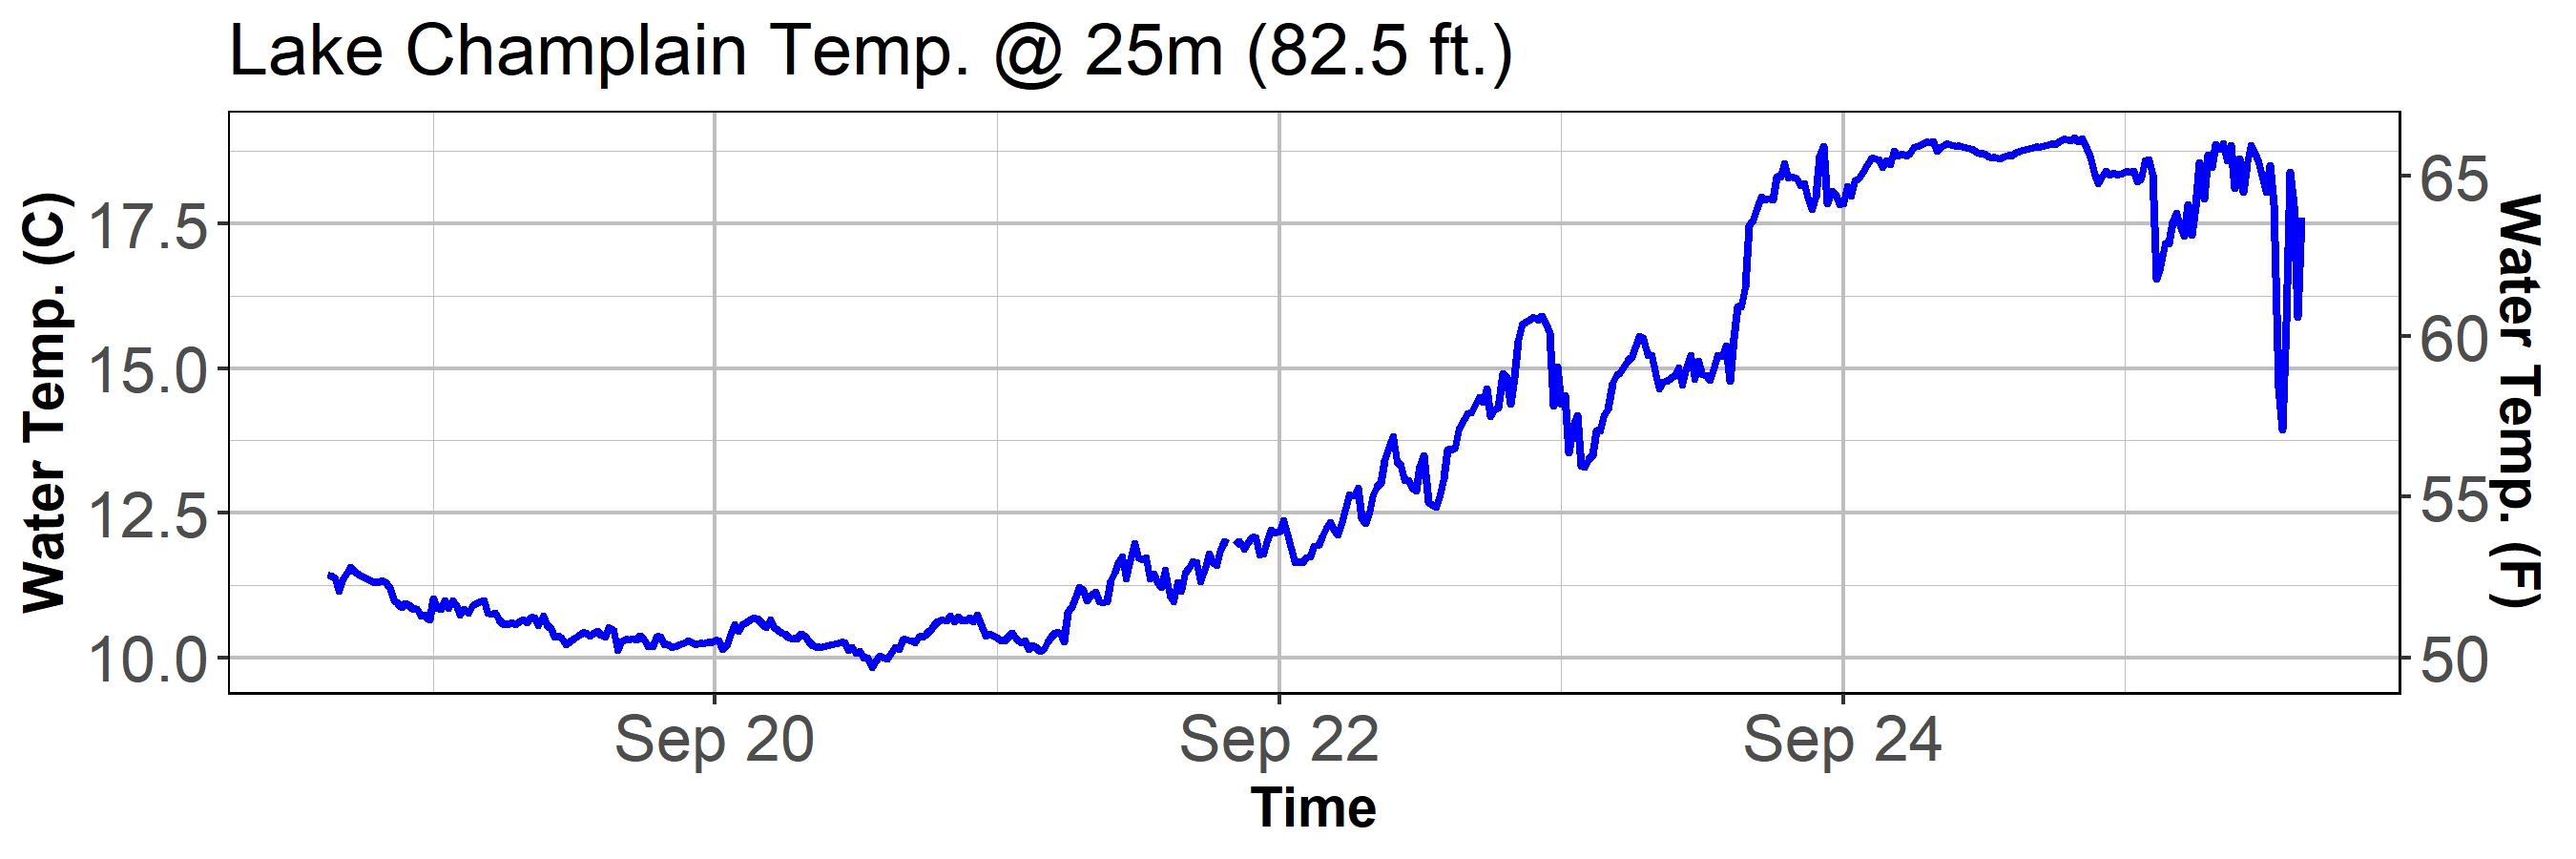 Lake Champlain Temp. @ 25m (82.5 ft.)
Water Temp. (C)
17.5
15.0
12.5
10.0
65
60
55
50
Water Temp. (F)
Sep 20 Sep 22 Sep 24
Time